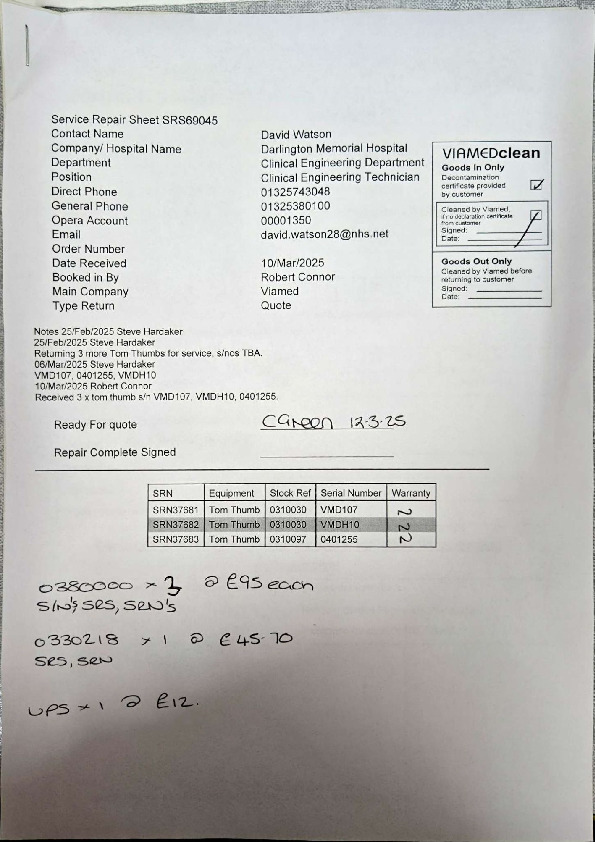 Service Repair Sheet SRS69045
Contact Name David Watson
Company/ Hospital Name Darlington Memorial Hospital
Department Clinical Engineering Department
Position Clinical Engineering Technician
Direct Phone 01325743048
General Phone 01325380100
Opera Account 00001350
Email david.watson28@nhs.net
Order Number
Date Received 10/Mar/2025
Booked in By Robert Connor
Main Company Viamed
Type Return Quote
VIAMEDclean
Goods In Only
Decontamination
certificate provided
by customer
Cleaned by Viamed,
if no declaration certificate
from customer
Signed:
Date:
Goods Out Only
Cleaned by Viamed before
returning to customer
Signed:
Date:
Notes 25/Feb/2025 Steve Hardaker
25/Feb/2025 Steve Hardaker
Returning 3 more Tom Thumbs for service, s/nos TBA.
06/Mar/2025 Steve Hardaker
VMD107, 0401255, VMDH10
10/Mar/2025 Robert Connor
Received 3 x tom thumb s/n VMD107, VMDH10, 0401255.
Ready For quote CGreen 12-3-25
Repair Complete Signed
SRN Equipment Stock Ref Serial Number Warranty
SRN37681 Tom Thumb 0310030 VMD107 N
SRN37682 Tom Thumb 0310030 VMDH10 N
SRN37683 Tom Thumb 0310097 0401255 N
0380000 x 3 @ £95 each
S/N's, SRS, SRN's
0330218 x 1 @ £45-70
SRS, SRN
UPS x 1 @ £12.